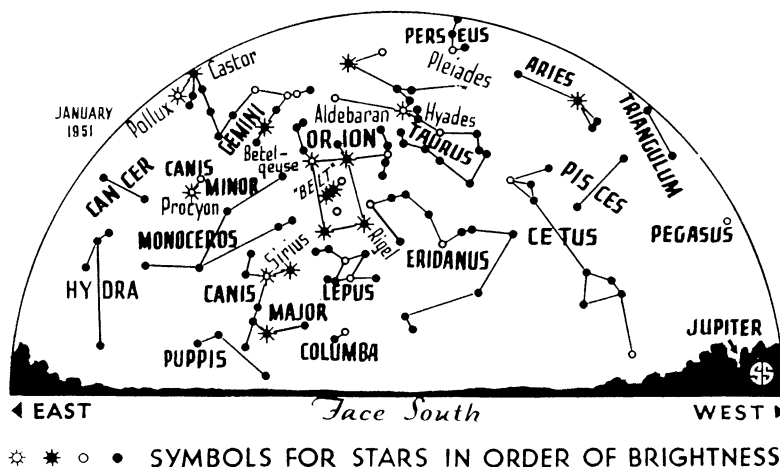 PERSEUS
Castor
Pleiades
ARIES
Pollux
JANUARY
1951
GEMINI
Aldebaran
Hyades
TRIANGULUM
ORION
TAURUS
Betel-
geuse
CANIS
MINOR
CANCER
"BELT"
PISCES
Procyon
MONOCEROS
Sirius
Rigel
ERIDANUS
CETUS
PEGASUS
HYDRA
CANIS
MAJOR
LEPUS
JUPITER
PUPPIS
COLUMBA
SS
EAST
Face South
WEST
SYMBOLS FOR STARS IN ORDER OF BRIGHTNESS